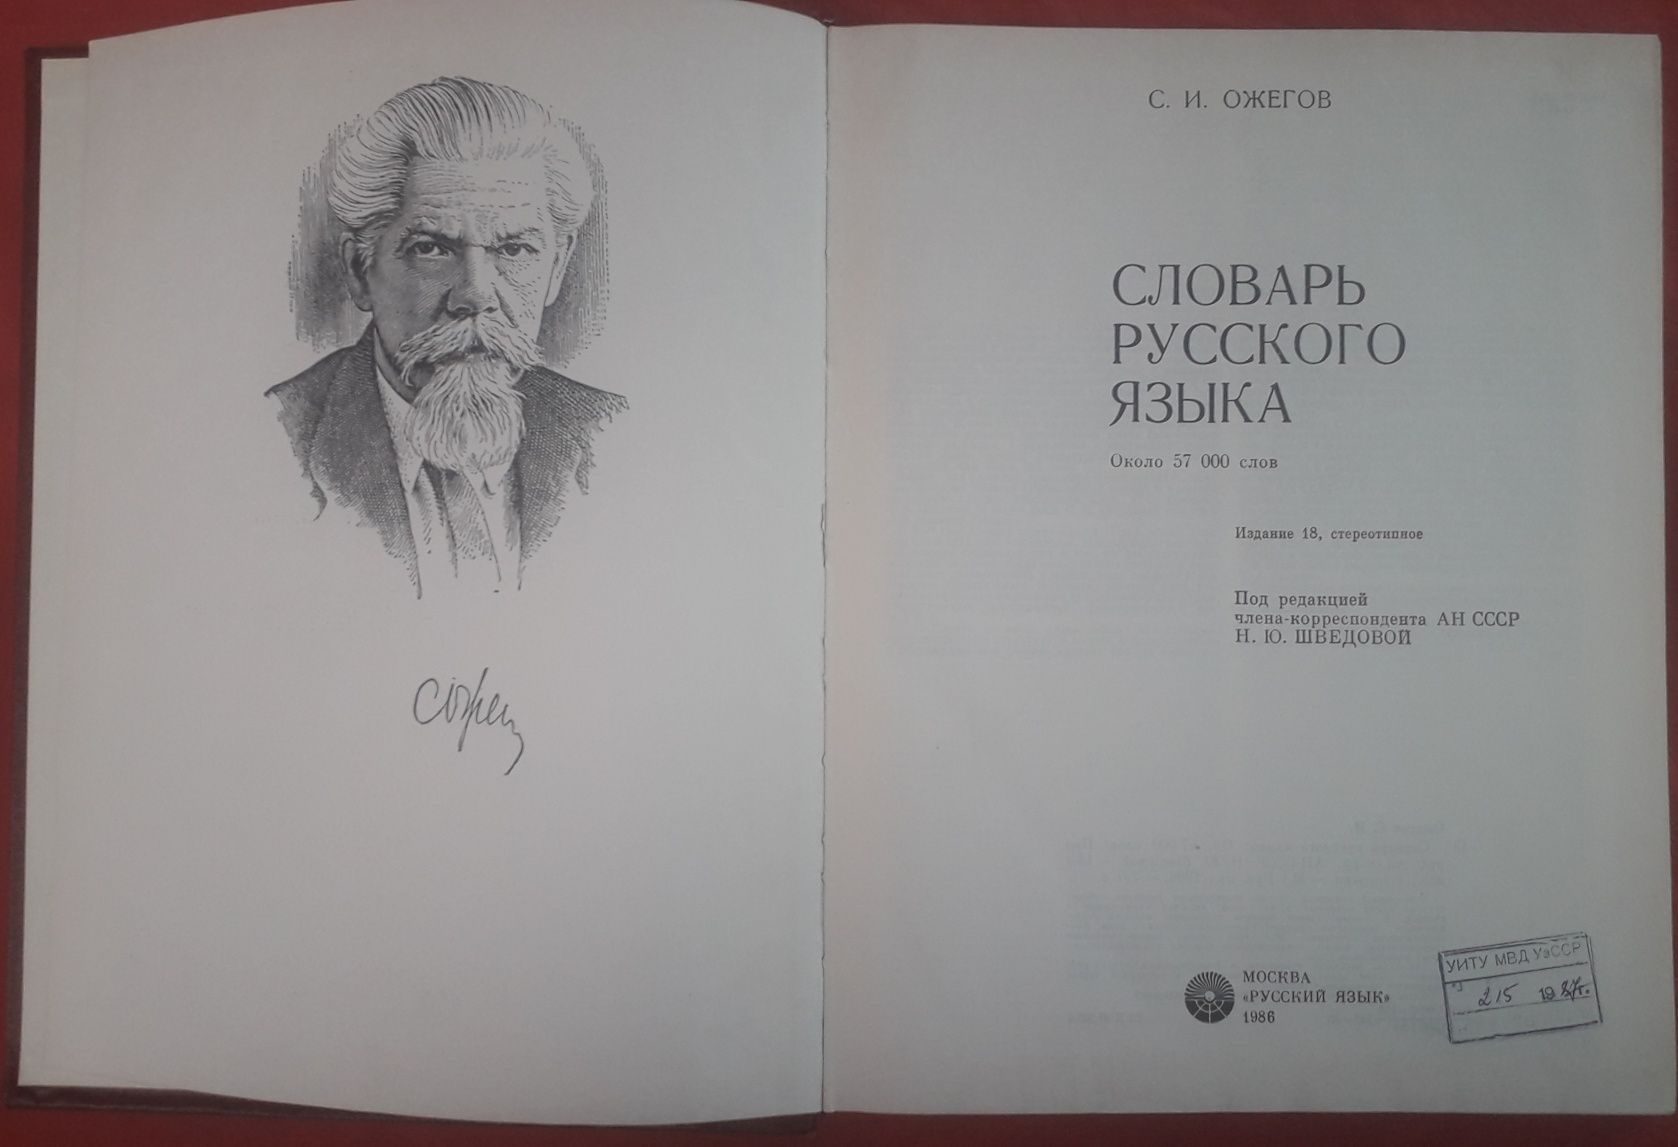 С. И. ОЖЕГОВ
СЛОВАРЬ
РУССКОГО
ЯЗЫКА
Около 57 000 слов
Издание 18, стереотипное
Под редакцией
члена-корреспондента АН СССР
Н. Ю. ШВЕДОВОЙ
МОСКВА
«РУССКИЙ ЯЗЫК»
1986
УИТУ МВД УзССР
215 1987г.